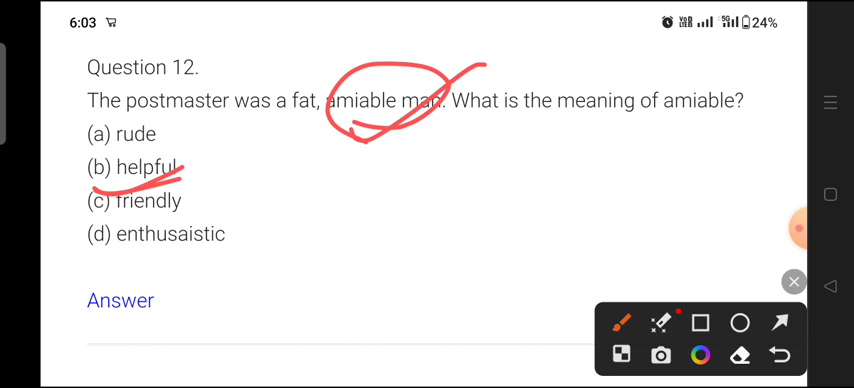 6:03 24%
Question 12.
The postmaster was a fat, amiable man. What is the meaning of amiable?
(a) rude
(b) helpful
(c) friendly
(d) enthusaistic
Answer